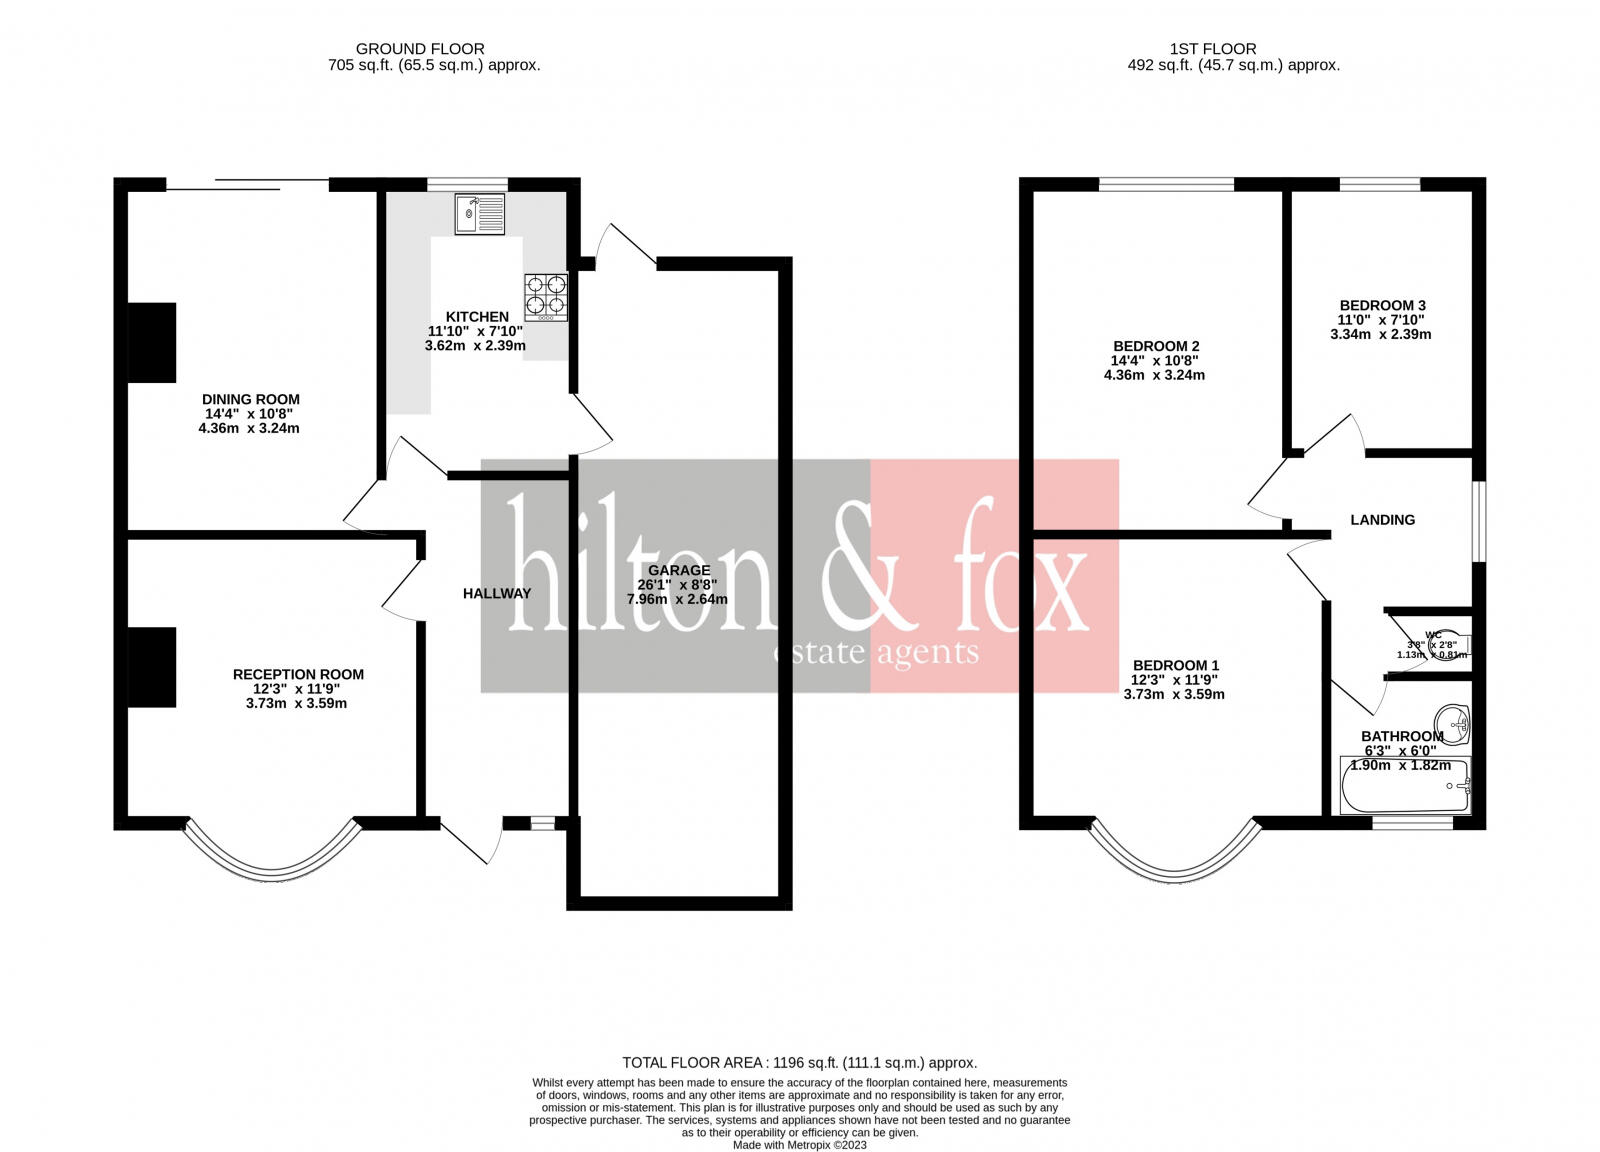 GROUND FLOOR
705 sq.ft. (65.5 sq.m.) approx.
1ST FLOOR
492 sq.ft. (45.7 sq.m.) approx.
KITCHEN
11'10" x 7'10"
3.62m x 2.39m
DINING ROOM
14'4" x 10'8"
4.36m x 3.24m
BEDROOM 3
11'0" x 7'10"
3.34m x 2.39m
BEDROOM 2
14'4" x 10'8"
4.36m x 3.24m
LANDING
hilton & fox
estate agents
GARAGE
26'1" x 8'8"
7.96m x 2.64m
HALLWAY
RECEPTION ROOM
12'3" x 11'9"
3.73m x 3.59m
BEDROOM 1
12'3" x 11'9"
3.73m x 3.59m
WC
3'8" x 2'8"
1.13m x 0.81m
BATHROOM
6'3" x 6'0"
1.90m x 1.82m
TOTAL FLOOR AREA : 1196 sq.ft. (111.1 sq.m.) approx.
Whilst every attempt has been made to ensure the accuracy of the floorplan contained here, measurements
of doors, windows, rooms and any other items are approximate and no responsibility is taken for any error,
omission or mis-statement. This plan is for illustrative purposes only and should be used as such by any
prospective purchaser. The services, systems and appliances shown have not been tested and no guarantee
as to their operability or efficiency can be given.
Made with Metropix ©2023